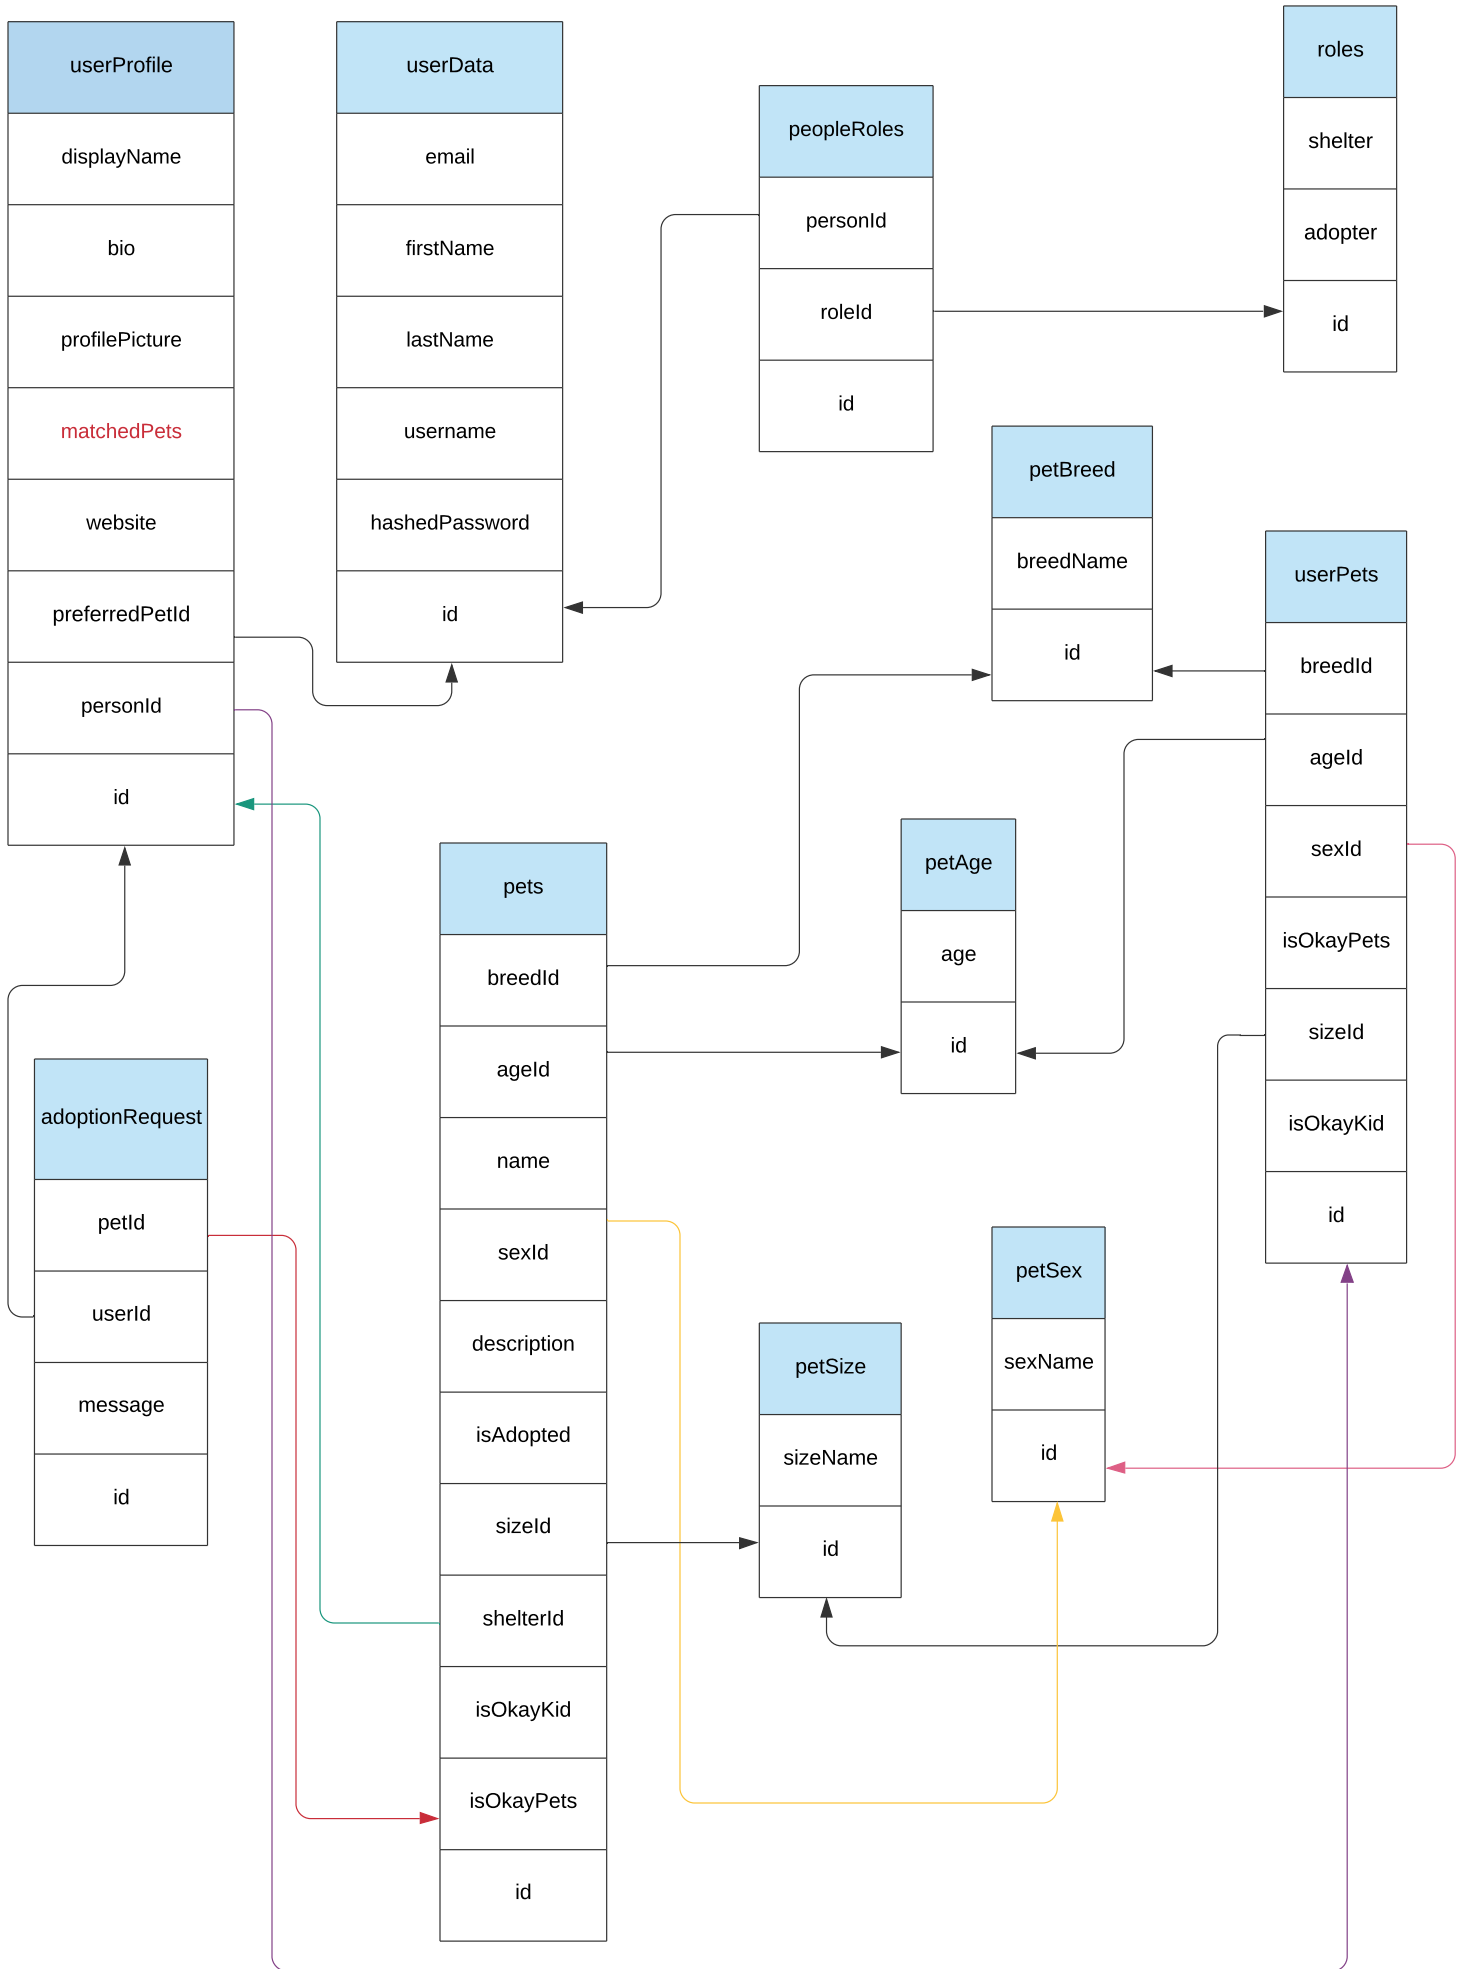 userProfile
displayName
bio
profilePicture
matchedPets
website
preferredPetId
personId
id
userData
email
firstName
lastName
username
hashedPassword
id
peopleRoles
personId
roleId
id
roles
shelter
adopter
id
petBreed
breedName
id
userPets
breedId
ageId
sexId
isOkayPets
sizeId
isOkayKid
id
petAge
age
id
pets
breedId
ageId
name
sexId
description
isAdopted
sizeId
shelterId
isOkayKid
isOkayPets
id
adoptionRequest
petId
userId
message
id
petSize
sizeName
id
petSex
sexName
id